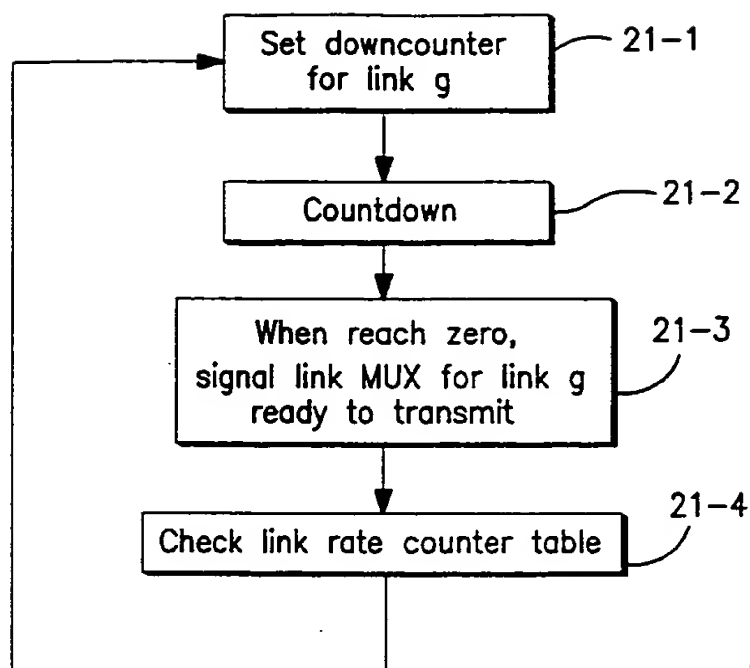 Set downcounter
for link g
21-1
Countdown
21-2
When reach zero,
signal link MUX for link g
ready to transmit
21-3
Check link rate counter table
21-4